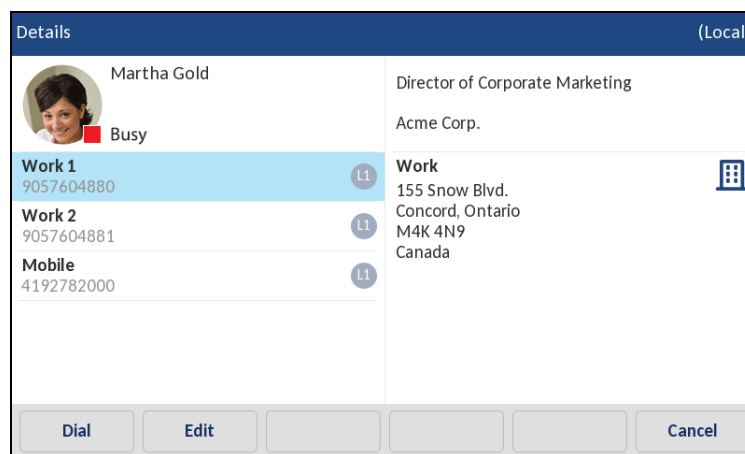 Details
(Local
Martha Gold
Busy
Work 1
9057604880
L1
Work 2
9057604881
L1
Mobile
4192782000
L1
Director of Corporate Marketing
Acme Corp.
Work
155 Snow Blvd.
Concord, Ontario
M4K 4N9
Canada
Dial
Edit
Cancel